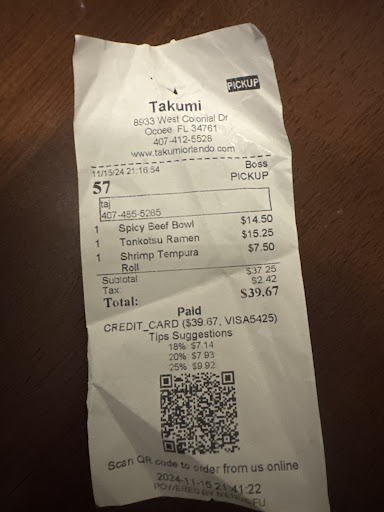 PICKUP
Takumi
8933 West Colonial Dr
Ocoee FL 34761
407-412-5528
www.takumiorlando.com
11/15/24 21:16:54 Boss
57 PICKUP
taj
407-485-5265
1 Spicy Beef Bowl $14.50
1 Tonkotsu Ramen $15.25
1 Shrimp Tempura Roll $7.50
Subtotal $37.25
Tax: $2.42
Total: $39.67
Paid
CREDIT_CARD ($39.67, VISA5425)
Tips Suggestions
18% $7.14
20% $7.93
25% $9.92
Scan QR code to order from us online
2024-11-15 21:41:22
POWERED BY